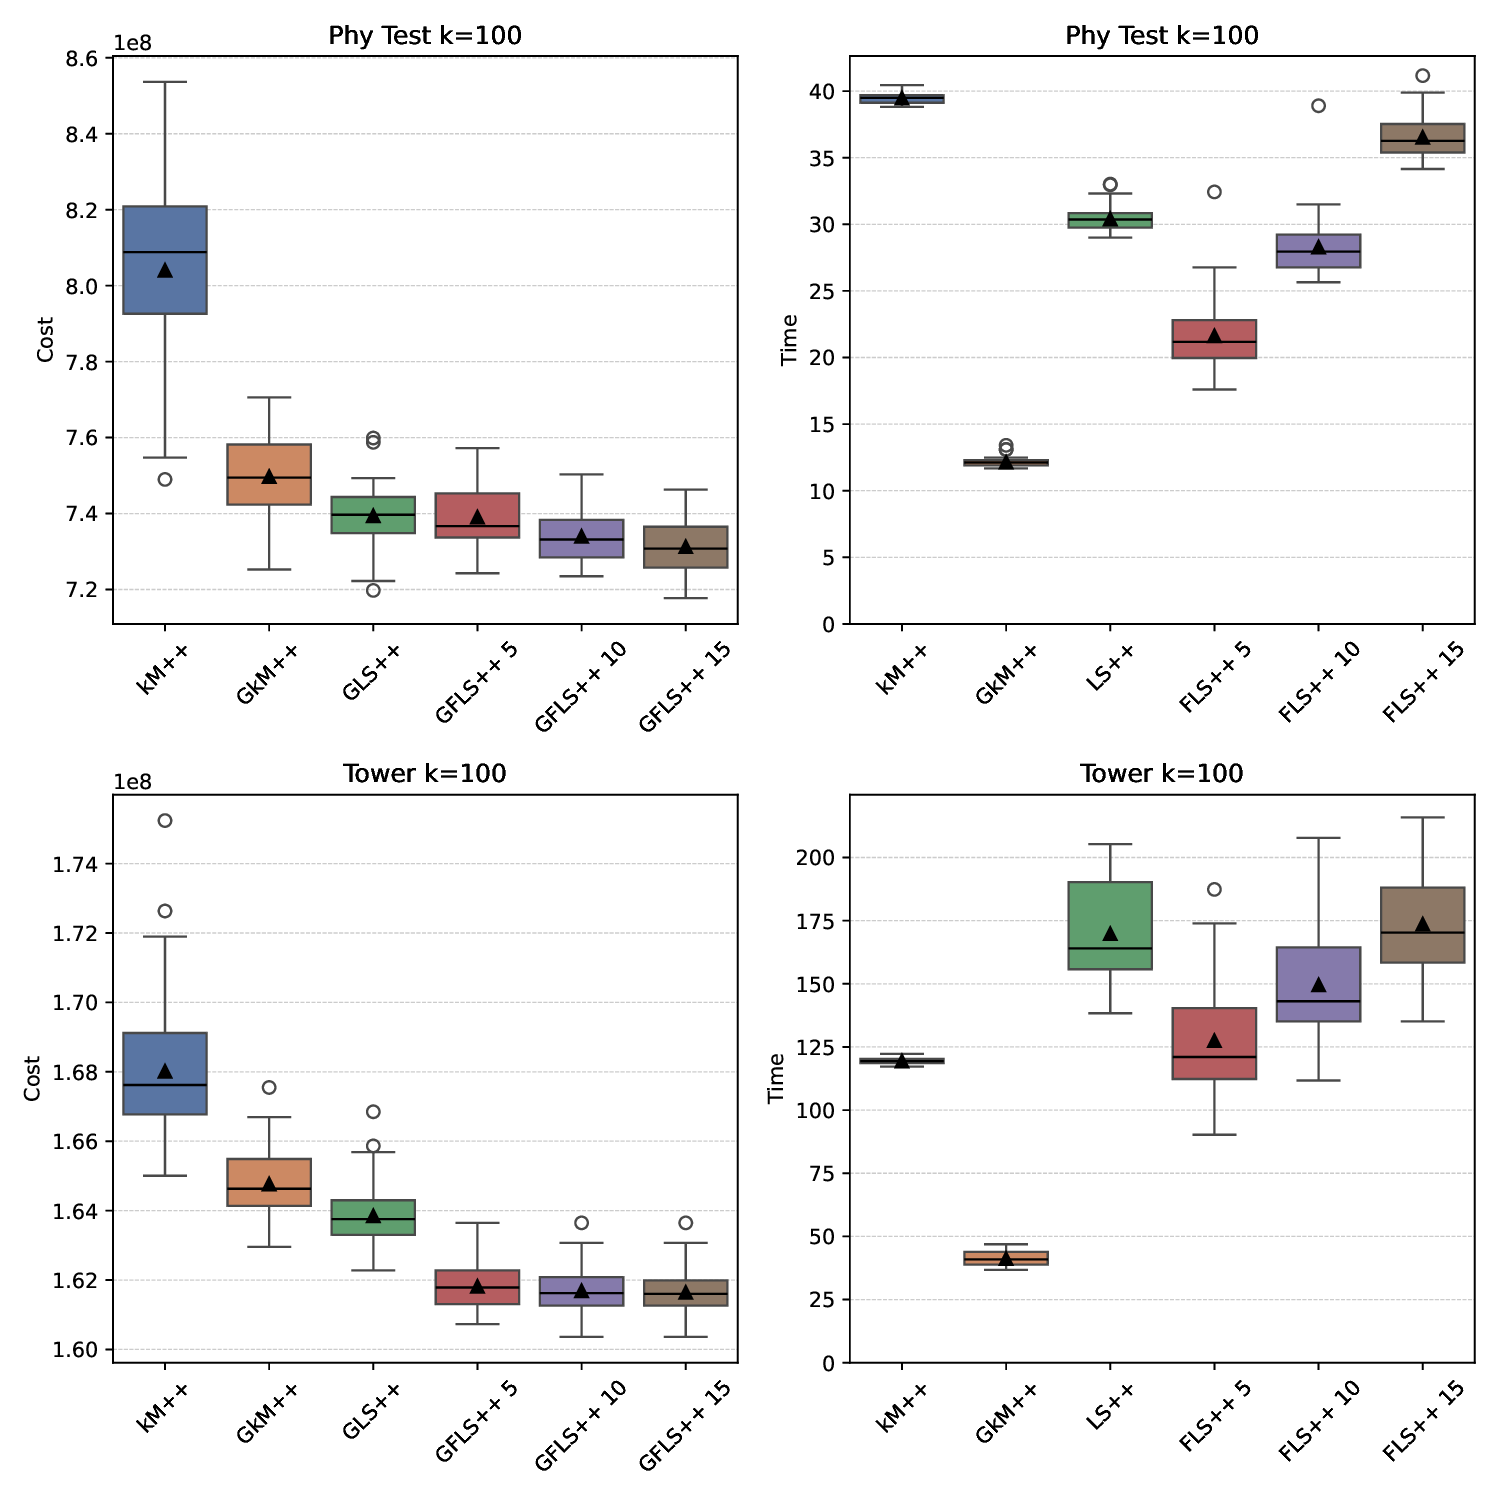 Phy Test k=100
1e8
8.6
8.4
8.2
8.0
7.8
7.6
7.4
7.2
Cost
kM++
GkM++
GLS++
GFLS++ 5
GFLS++ 10
GFLS++ 15
Phy Test k=100
40
35
30
25
20
15
10
5
0
Time
kM++
GkM++
LS++
FLS++ 5
FLS++ 10
FLS++ 15
Tower k=100
1e8
1.74
1.72
1.70
1.68
1.66
1.64
1.62
1.60
Cost
kM++
GkM++
GLS++
GFLS++ 5
GFLS++ 10
GFLS++ 15
Tower k=100
200
175
150
125
100
75
50
25
0
Time
kM++
GkM++
LS++
FLS++ 5
FLS++ 10
FLS++ 15